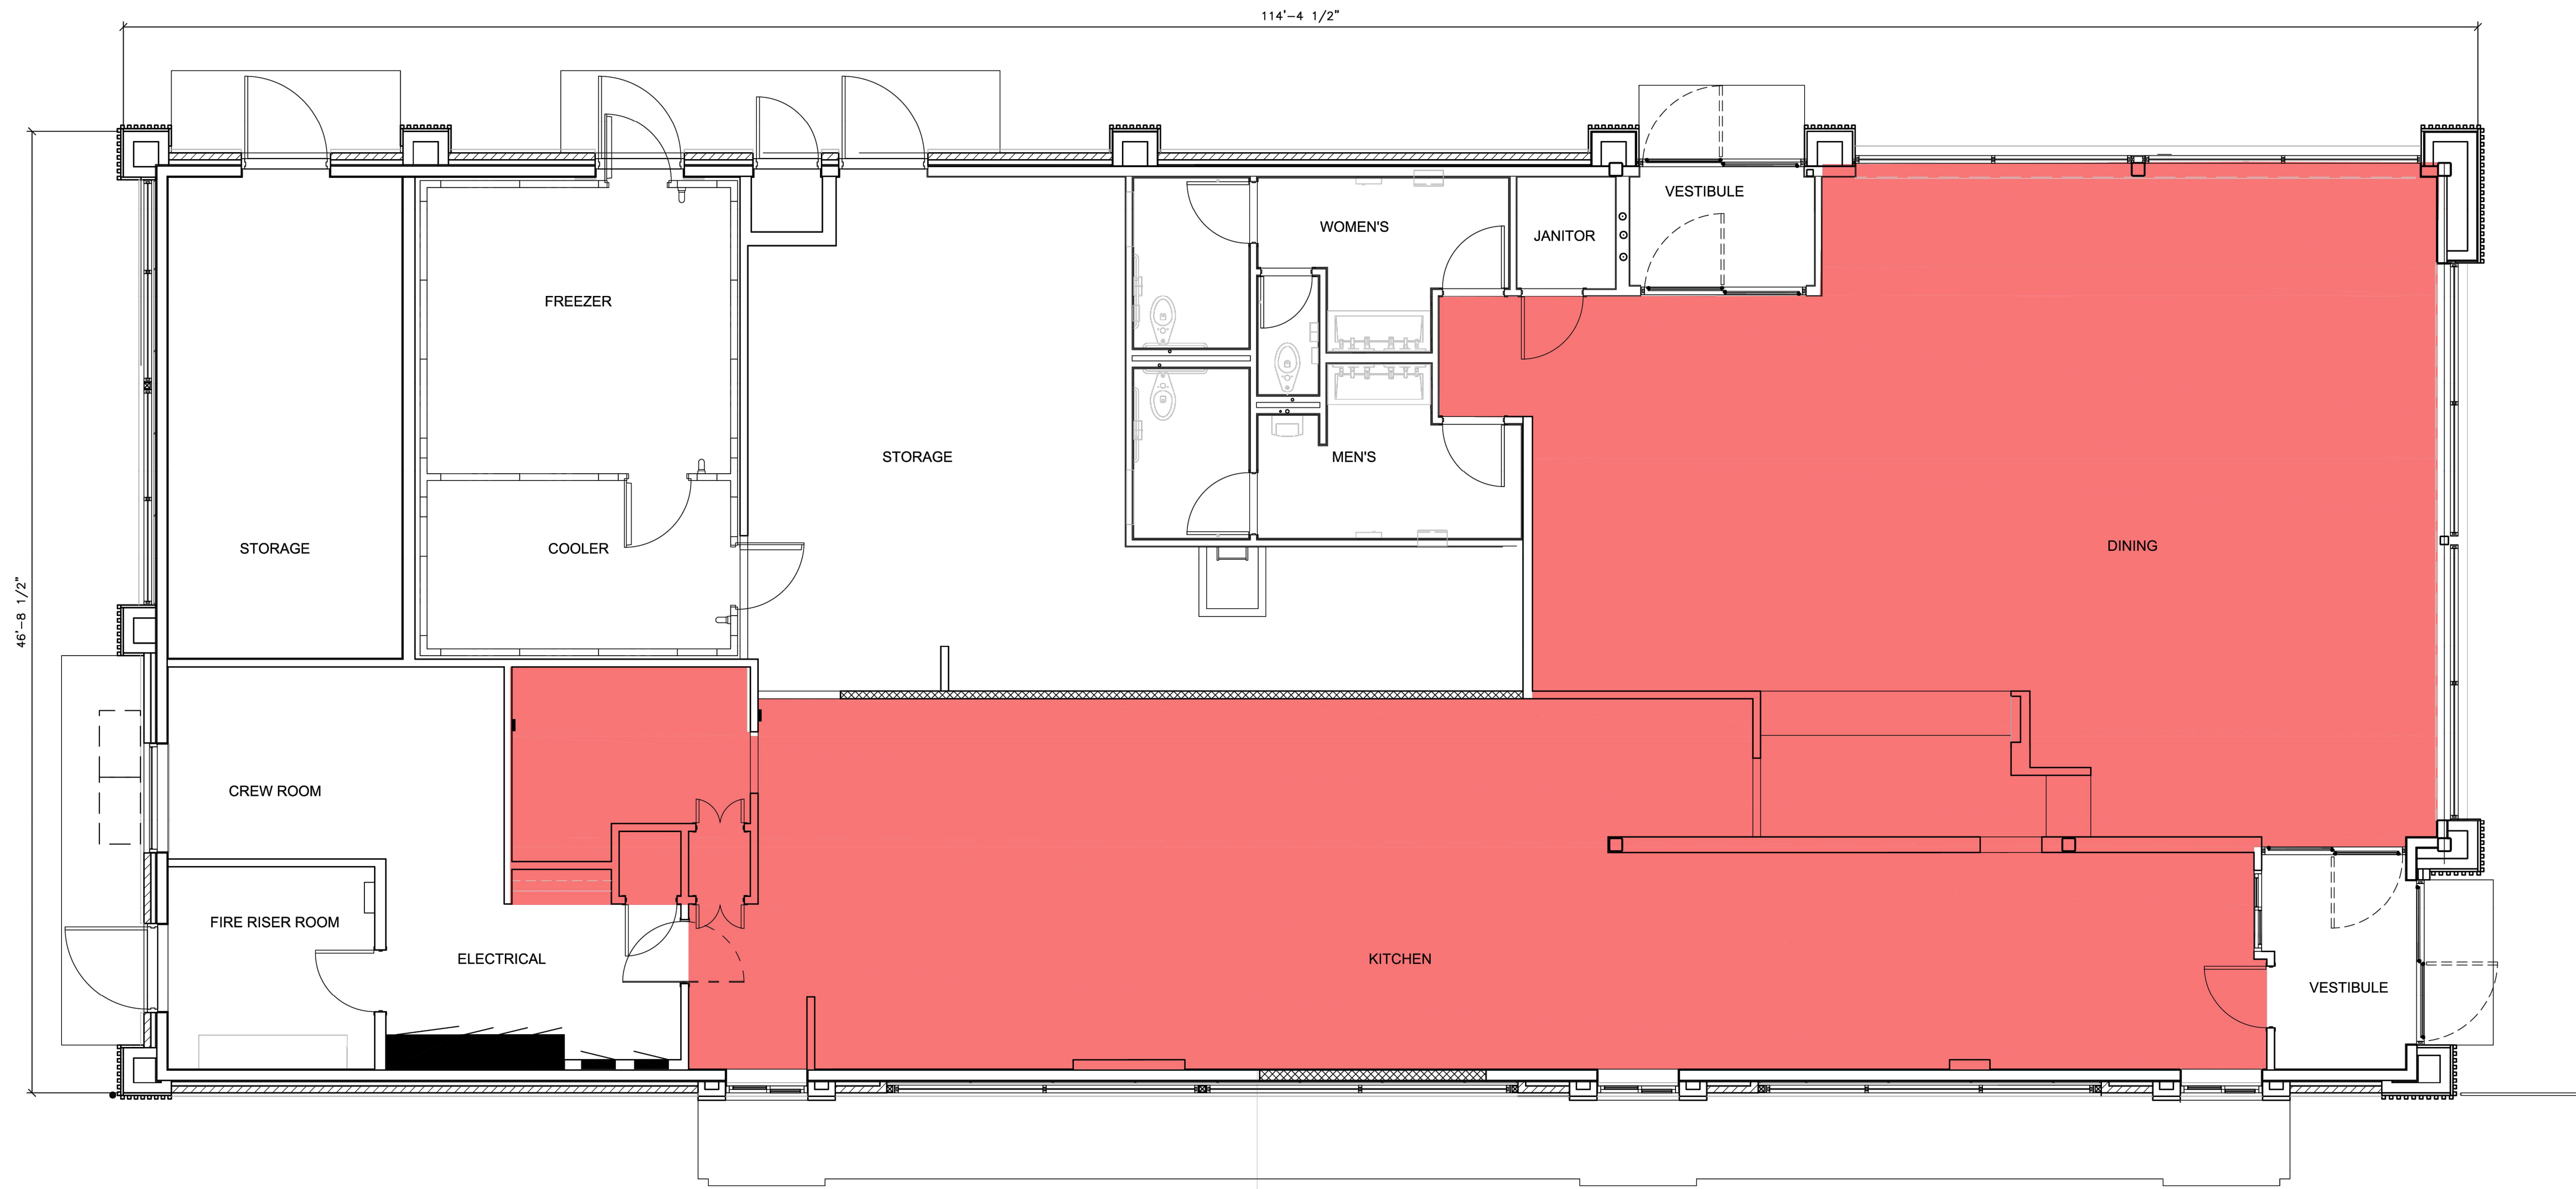 114'-4 1/2"
VESTIBULE
WOMEN'S
JANITOR
FREEZER
STORAGE
MEN'S
STORAGE
COOLER
DINING
46'-8 1/2"
CREW ROOM
FIRE RISER ROOM
ELECTRICAL
KITCHEN
VESTIBULE